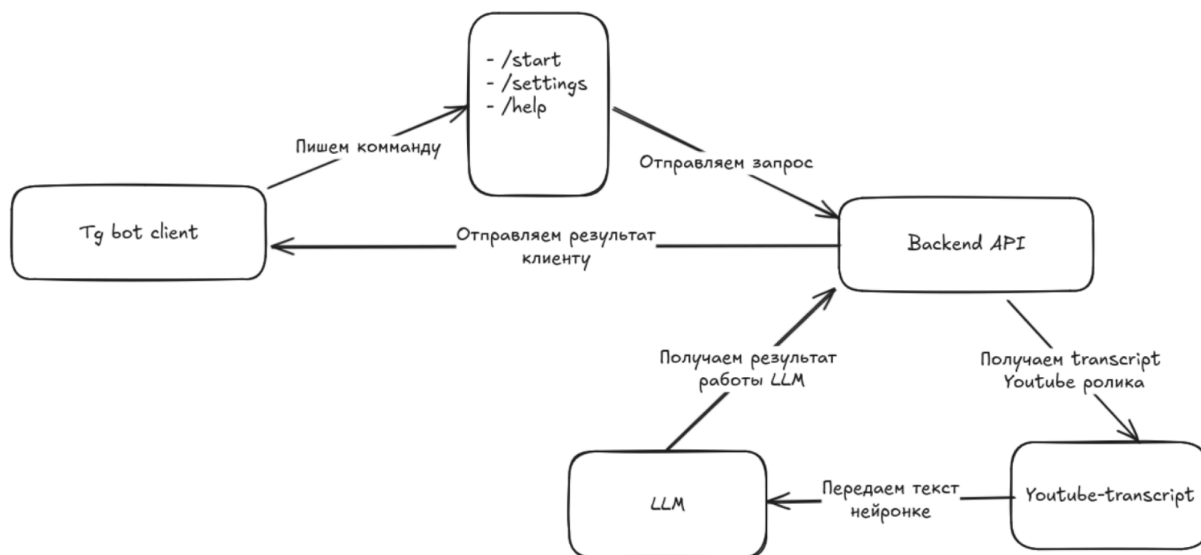 - /start
- /settings
- /help
Пишем комманду
Отправляем запрос
Tg bot client
Отправляем результат
клиенту
Backend API
Получаем результат
работы LLM
Получаем transcript
Youtube ролика
LLM
Передаем текст
нейронке
Youtube-transcript